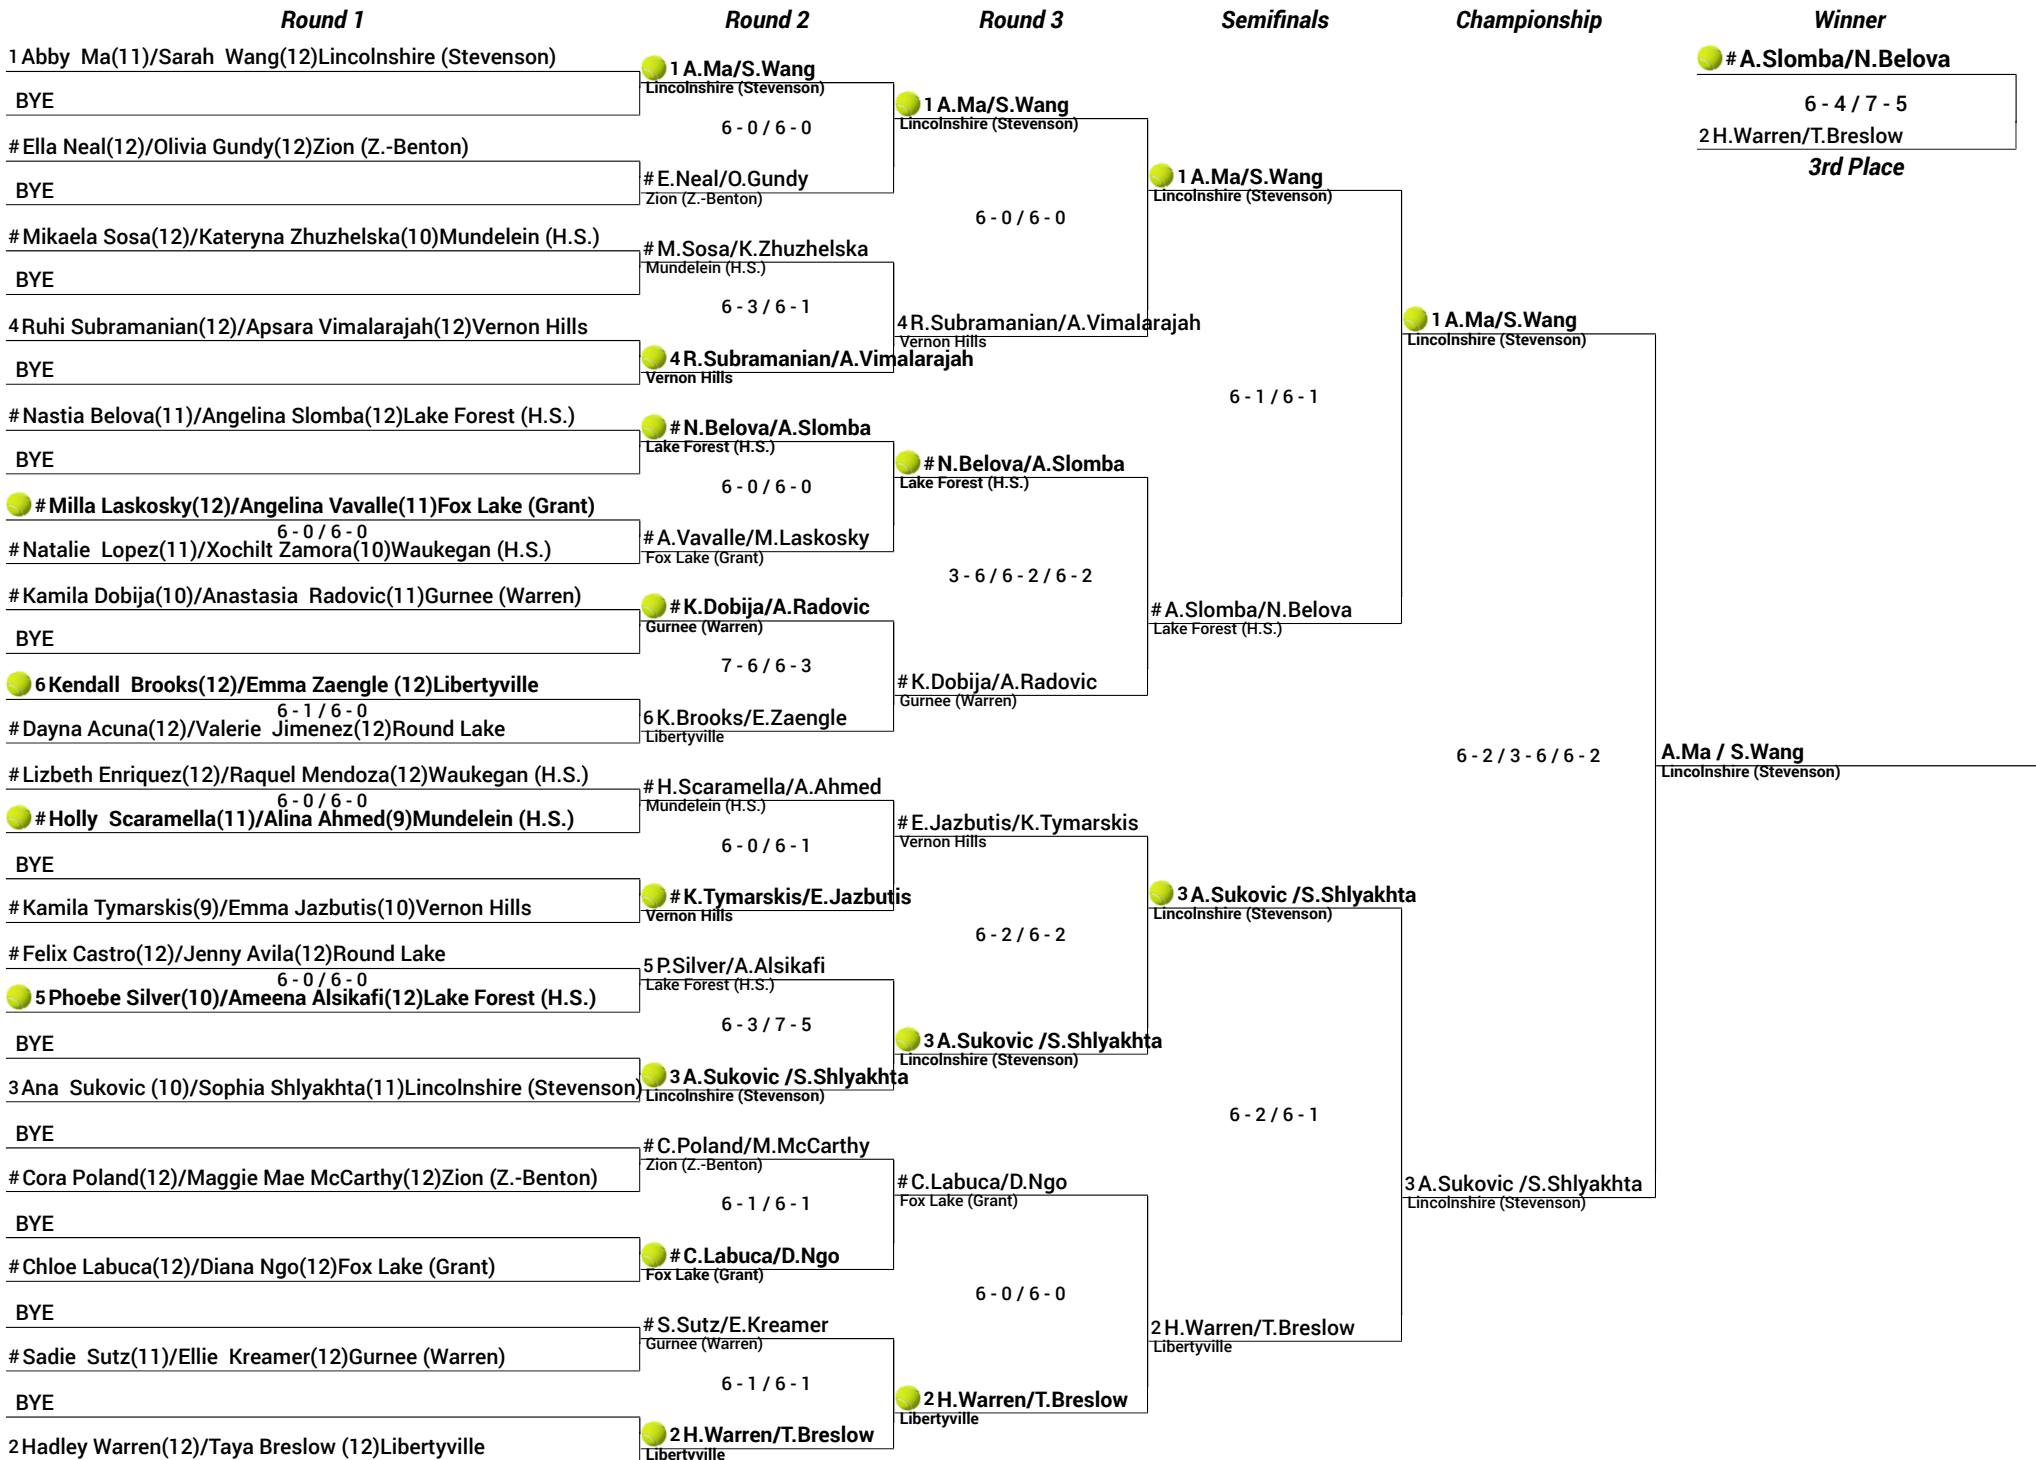 Round 1
Round 2
Round 3
Semifinals
Championship
Winner
1 Abby Ma(11)/Sarah Wang(12)Lincolnshire (Stevenson)
BYE
# Ella Neal(12)/Olivia Gundy(12)Zion (Z.-Benton)
BYE
# Mikaela Sosa(12)/Kateryna Zhuzhelska(10)Mundelein (H.S.)
BYE
4 Ruhi Subramanian(12)/Apsara Vimalarajah(12)Vernon Hills
BYE
# Nastia Belova(11)/Angelina Slomba(12)Lake Forest (H.S.)
BYE
# Milla Laskosky(12)/Angelina Vavalle(11)Fox Lake (Grant)
6 - 0 / 6 - 0
# Natalie Lopez(11)/Xochilt Zamora(10)Waukegan (H.S.)
# Kamila Dobija(10)/Anastasia Radovic(11)Gurnee (Warren)
BYE
6 Kendall Brooks(12)/Emma Zaengle (12)Libertyville
6 - 1 / 6 - 0
# Dayna Acuna(12)/Valerie Jimenez(12)Round Lake
# Lizbeth Enriquez(12)/Raquel Mendoza(12)Waukegan (H.S.)
6 - 0 / 6 - 0
# Holly Scaramella(11)/Alina Ahmed(9)Mundelein (H.S.)
BYE
# Kamila Tymarskis(9)/Emma Jazbutis(10)Vernon Hills
# Felix Castro(12)/Jenny Avila(12)Round Lake
6 - 0 / 6 - 0
5 Phoebe Silver(10)/Ameena Alsikafi(12)Lake Forest (H.S.)
BYE
3 Ana Sukovic (10)/Sophia Shlyakhta(11)Lincolnshire (Stevenson)
BYE
# Cora Poland(12)/Maggie Mae McCarthy(12)Zion (Z.-Benton)
BYE
# Chloe Labuca(12)/Diana Ngo(12)Fox Lake (Grant)
BYE
# Sadie Sutz(11)/Ellie Kreamer(12)Gurnee (Warren)
BYE
2 Hadley Warren(12)/Taya Breslow (12)Libertyville
1 A.Ma/S.Wang
Lincolnshire (Stevenson)
6 - 0 / 6 - 0
# E.Neal/O.Gundy
Zion (Z.-Benton)
# M.Sosa/K.Zhuzhelska
Mundelein (H.S.)
6 - 3 / 6 - 1
4 R.Subramanian/A.Vimalarajah
Vernon Hills
# N.Belova/A.Slomba
Lake Forest (H.S.)
6 - 0 / 6 - 0
# A.Vavalle/M.Laskosky
Fox Lake (Grant)
# K.Dobija/A.Radovic
Gurnee (Warren)
7 - 6 / 6 - 3
6 K.Brooks/E.Zaengle
Libertyville
# H.Scaramella/A.Ahmed
Mundelein (H.S.)
6 - 0 / 6 - 1
# K.Tymarskis/E.Jazbutis
Vernon Hills
5 P.Silver/A.Alsikafi
Lake Forest (H.S.)
6 - 3 / 7 - 5
3 A.Sukovic /S.Shlyakhta
Lincolnshire (Stevenson)
# C.Poland/M.McCarthy
Zion (Z.-Benton)
6 - 1 / 6 - 1
# C.Labuca/D.Ngo
Fox Lake (Grant)
# S.Sutz/E.Kreamer
Gurnee (Warren)
6 - 1 / 6 - 1
2 H.Warren/T.Breslow
Libertyville
1 A.Ma/S.Wang
Lincolnshire (Stevenson)
6 - 0 / 6 - 0
4 R.Subramanian/A.Vimalarajah
Vernon Hills
# N.Belova/A.Slomba
Lake Forest (H.S.)
3 - 6 / 6 - 2 / 6 - 2
# K.Dobija/A.Radovic
Gurnee (Warren)
# E.Jazbutis/K.Tymarskis
Vernon Hills
6 - 2 / 6 - 2
3 A.Sukovic /S.Shlyakhta
Lincolnshire (Stevenson)
# C.Labuca/D.Ngo
Fox Lake (Grant)
6 - 0 / 6 - 0
2 H.Warren/T.Breslow
Libertyville
1 A.Ma/S.Wang
Lincolnshire (Stevenson)
6 - 1 / 6 - 1
# A.Slomba/N.Belova
Lake Forest (H.S.)
3 A.Sukovic /S.Shlyakhta
Lincolnshire (Stevenson)
6 - 2 / 6 - 1
2 H.Warren/T.Breslow
Libertyville
1 A.Ma/S.Wang
Lincolnshire (Stevenson)
6 - 2 / 3 - 6 / 6 - 2
3 A.Sukovic /S.Shlyakhta
Lincolnshire (Stevenson)
# A.Slomba/N.Belova
6 - 4 / 7 - 5
2 H.Warren/T.Breslow
3rd Place
A.Ma / S.Wang
Lincolnshire (Stevenson)